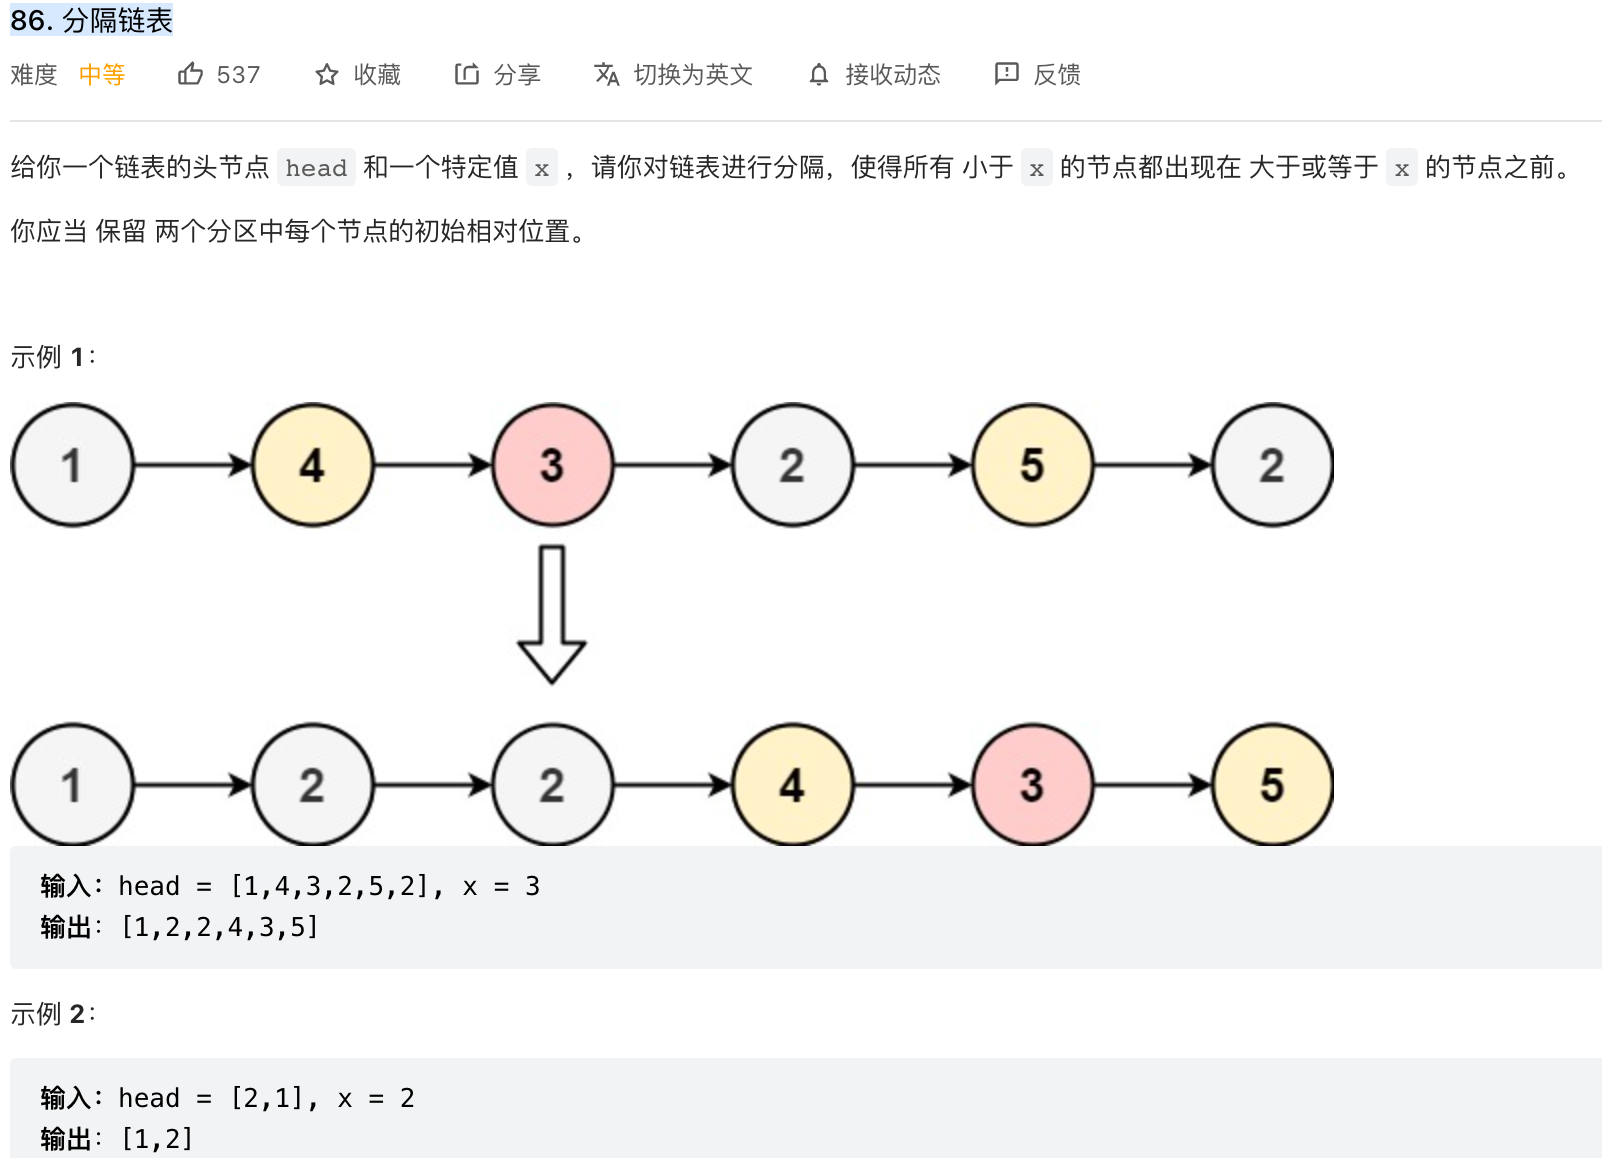 86. 分隔链表
难度 中等 537 收藏 分享 切换为英文 接收动态 反馈
给你一个链表的头节点 head 和一个特定值 x ，请你对链表进行分隔，使得所有 小于 x 的节点都出现在 大于或等于 x 的节点之前。
你应当 保留 两个分区中每个节点的初始相对位置。
示例 1：
1 4 3 2 5 2
1 2 2 4 3 5
输入：head = [1,4,3,2,5,2], x = 3
输出：[1,2,2,4,3,5]
示例 2：
输入：head = [2,1], x = 2
输出：[1,2]